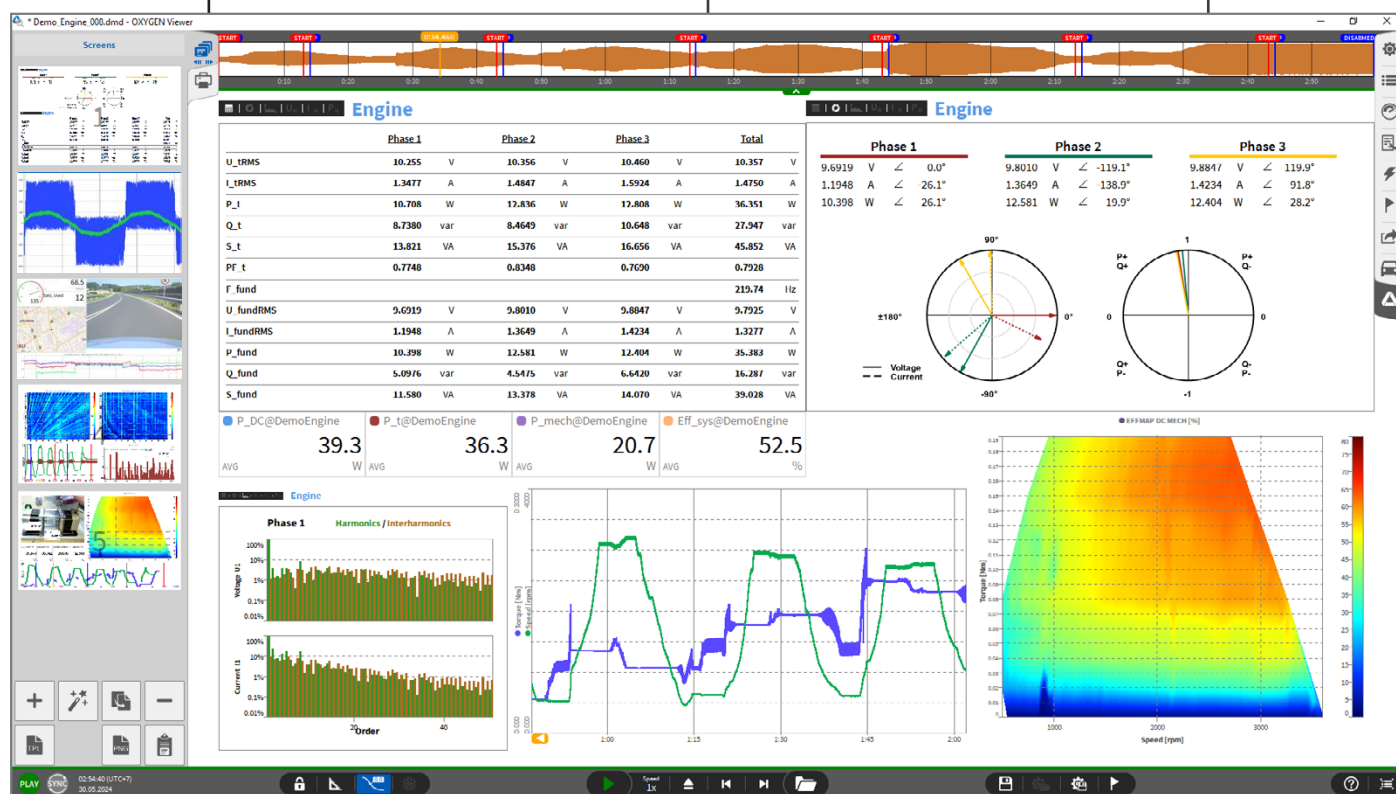 * Demo_Engine_008.dmd - OXYGEN Viewer
Screens
START START 0:34.460 START START START START START DISARMED
0:10 0:20 0:30 0:40 0:50 1:00 1:10 1:20 1:30 1:40 1:50 2:00 2:10 2:20 2:30 2:40 2:50
Engine
Phase 1 Phase 2 Phase 3 Total
U_tRMS 10.255 V 10.356 V 10.460 V 10.357 V
I_tRMS 1.3477 A 1.4847 A 1.5924 A 1.4750 A
P_t 10.708 W 12.836 W 12.808 W 36.351 W
Q_t 8.7380 var 8.4649 var 10.648 var 27.947 var
S_t 13.821 VA 15.376 VA 16.656 VA 45.852 VA
PF_t 0.7748 0.8348 0.7690 0.7928
F_fund 219.74 Hz
U_fundRMS 9.6919 V 9.8010 V 9.8847 V 9.7925 V
I_fundRMS 1.1948 A 1.3649 A 1.4234 A 1.3277 A
P_fund 10.398 W 12.581 W 12.404 W 35.383 W
Q_fund 5.0976 var 4.5475 var 6.6420 var 16.287 var
S_fund 11.580 VA 13.378 VA 14.070 VA 39.028 VA
Engine
Phase 1 Phase 2 Phase 3
9.6919 V ∠ 0.0° 9.8010 V ∠ -119.1° 9.8847 V ∠ 119.9°
1.1948 A ∠ -26.1° 1.3649 A ∠ -138.9° 1.4234 A ∠ 91.8°
10.398 W ∠ 26.1° 12.581 W ∠ 19.9° 12.404 W ∠ 28.2°
90°
±180° 0°
-90°
Voltage
Current
1
P+ Q+ P+ Q-
0 0
Q+ P- Q- P-
-1
P_DC@DemoEngine P_t@DemoEngine P_mech@DemoEngine Eff_sys@DemoEngine
39.3 36.3 20.7 52.5
AVG W AVG W AVG W AVG %
Engine
Phase 1 Harmonics / Interharmonics
Voltage U1
100%
10%
1%
0.1%
0.01%
Current I1
100%
10%
1%
0.1%
0.01%
20 40
Order
Torque [Nm]
Speed [rpm]
1:00 1:15 1:30 1:45 2:00
EFFMAP DC MECH [%]
Torque [Nm]
1000 2000 3000
Speed [rpm]
68.5
12
135
5
TPL PNG
PLAY SYNC 02:54:40 (UTC+7)
30.05.2024
Speed
1x